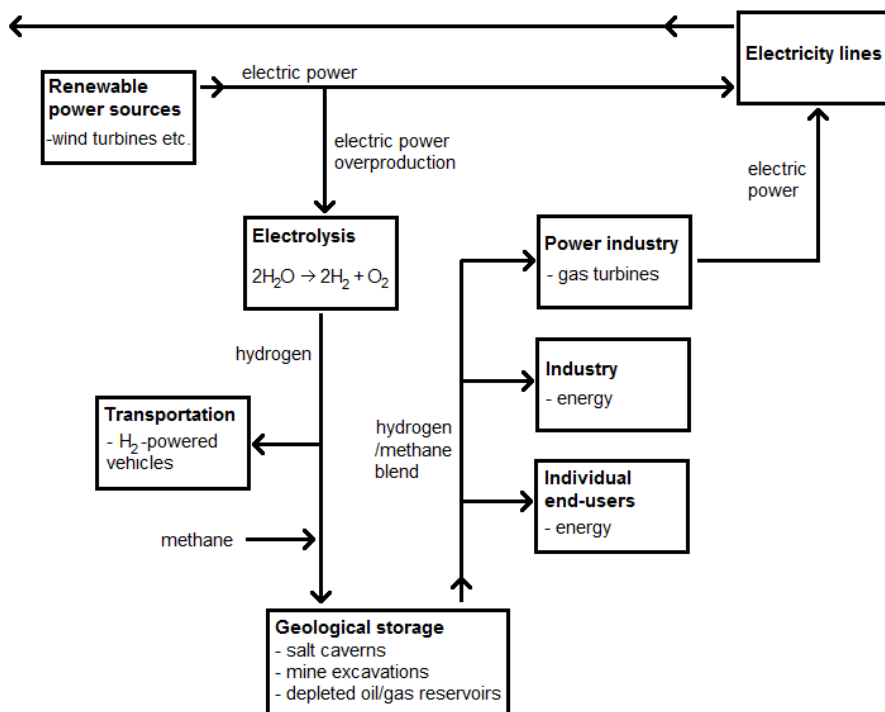 Electricity lines
electric power
Renewable
power sources
-wind turbines etc.
electric power
overproduction
electric
power
Electrolysis
2H₂O → 2H₂ + O₂
Power industry
- gas turbines
hydrogen
Industry
- energy
Transportation
- H₂-powered
vehicles
hydrogen
/methane
blend
Individual
end-users
- energy
methane
Geological storage
- salt caverns
- mine excavations
- depleted oil/gas reservoirs